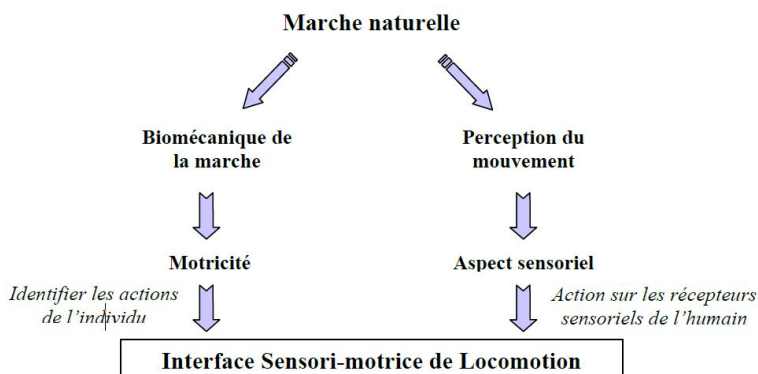 Marche naturelle
Biomécanique de
la marche
Perception du
mouvement
Motricité
Aspect sensoriel
Identifier les actions
de l'individu
Action sur les récepteurs
sensoriels de l'humain
Interface Sensori-motrice de Locomotion